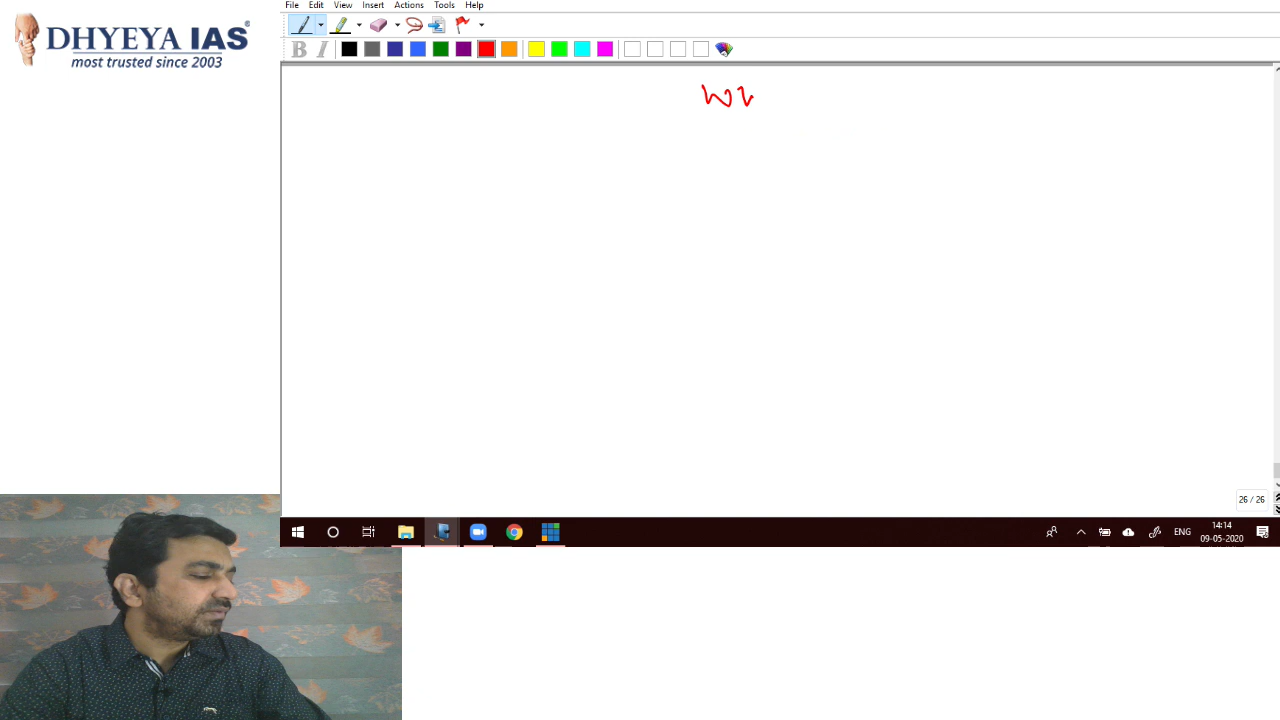 DHYEYA IAS®
most trusted since 2003
File Edit View Insert Actions Tools Help
B I
26 / 26
ENG
14:14
09-05-2020